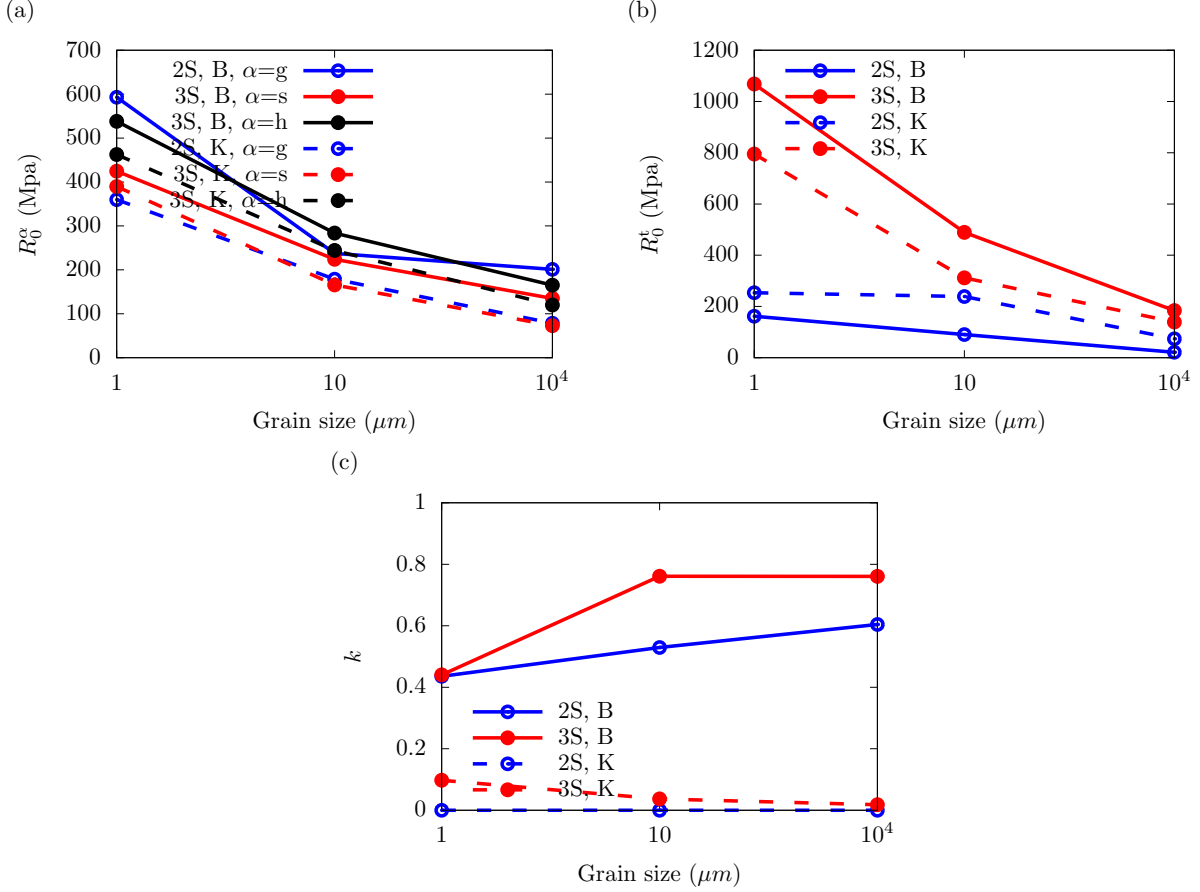 (a)
700
600
500
400
300
200
100
0
R₀^α (Mpa)
2S, B, α=g
3S, B, α=s
3S, B, α=h
2S, K, α=g
3S, K, α=s
3S, K, α=h
1
10
10⁴
Grain size (μm)
(b)
1200
1000
800
600
400
200
0
R₀^t (Mpa)
2S, B
3S, B
2S, K
3S, K
1
10
10⁴
Grain size (μm)
(c)
1
0.8
0.6
0.4
0.2
0
k
2S, B
3S, B
2S, K
3S, K
1
10
10⁴
Grain size (μm)